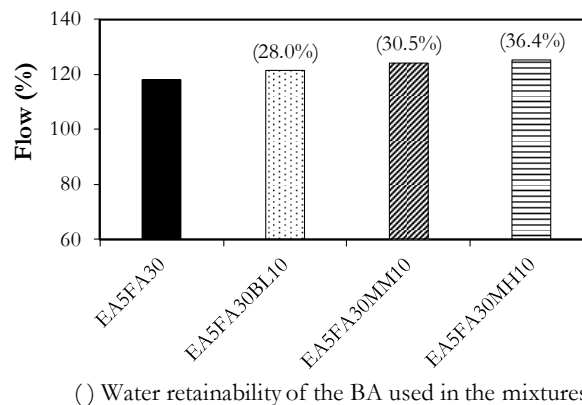 140
(28.0%)
(30.5%)
(36.4%)
120
100
80
60
Flow (%)
EA5FA30
EA5FA30BL10
EA5FA30MM10
EA5FA30MH10
() Water retainability of the BA used in the mixtures